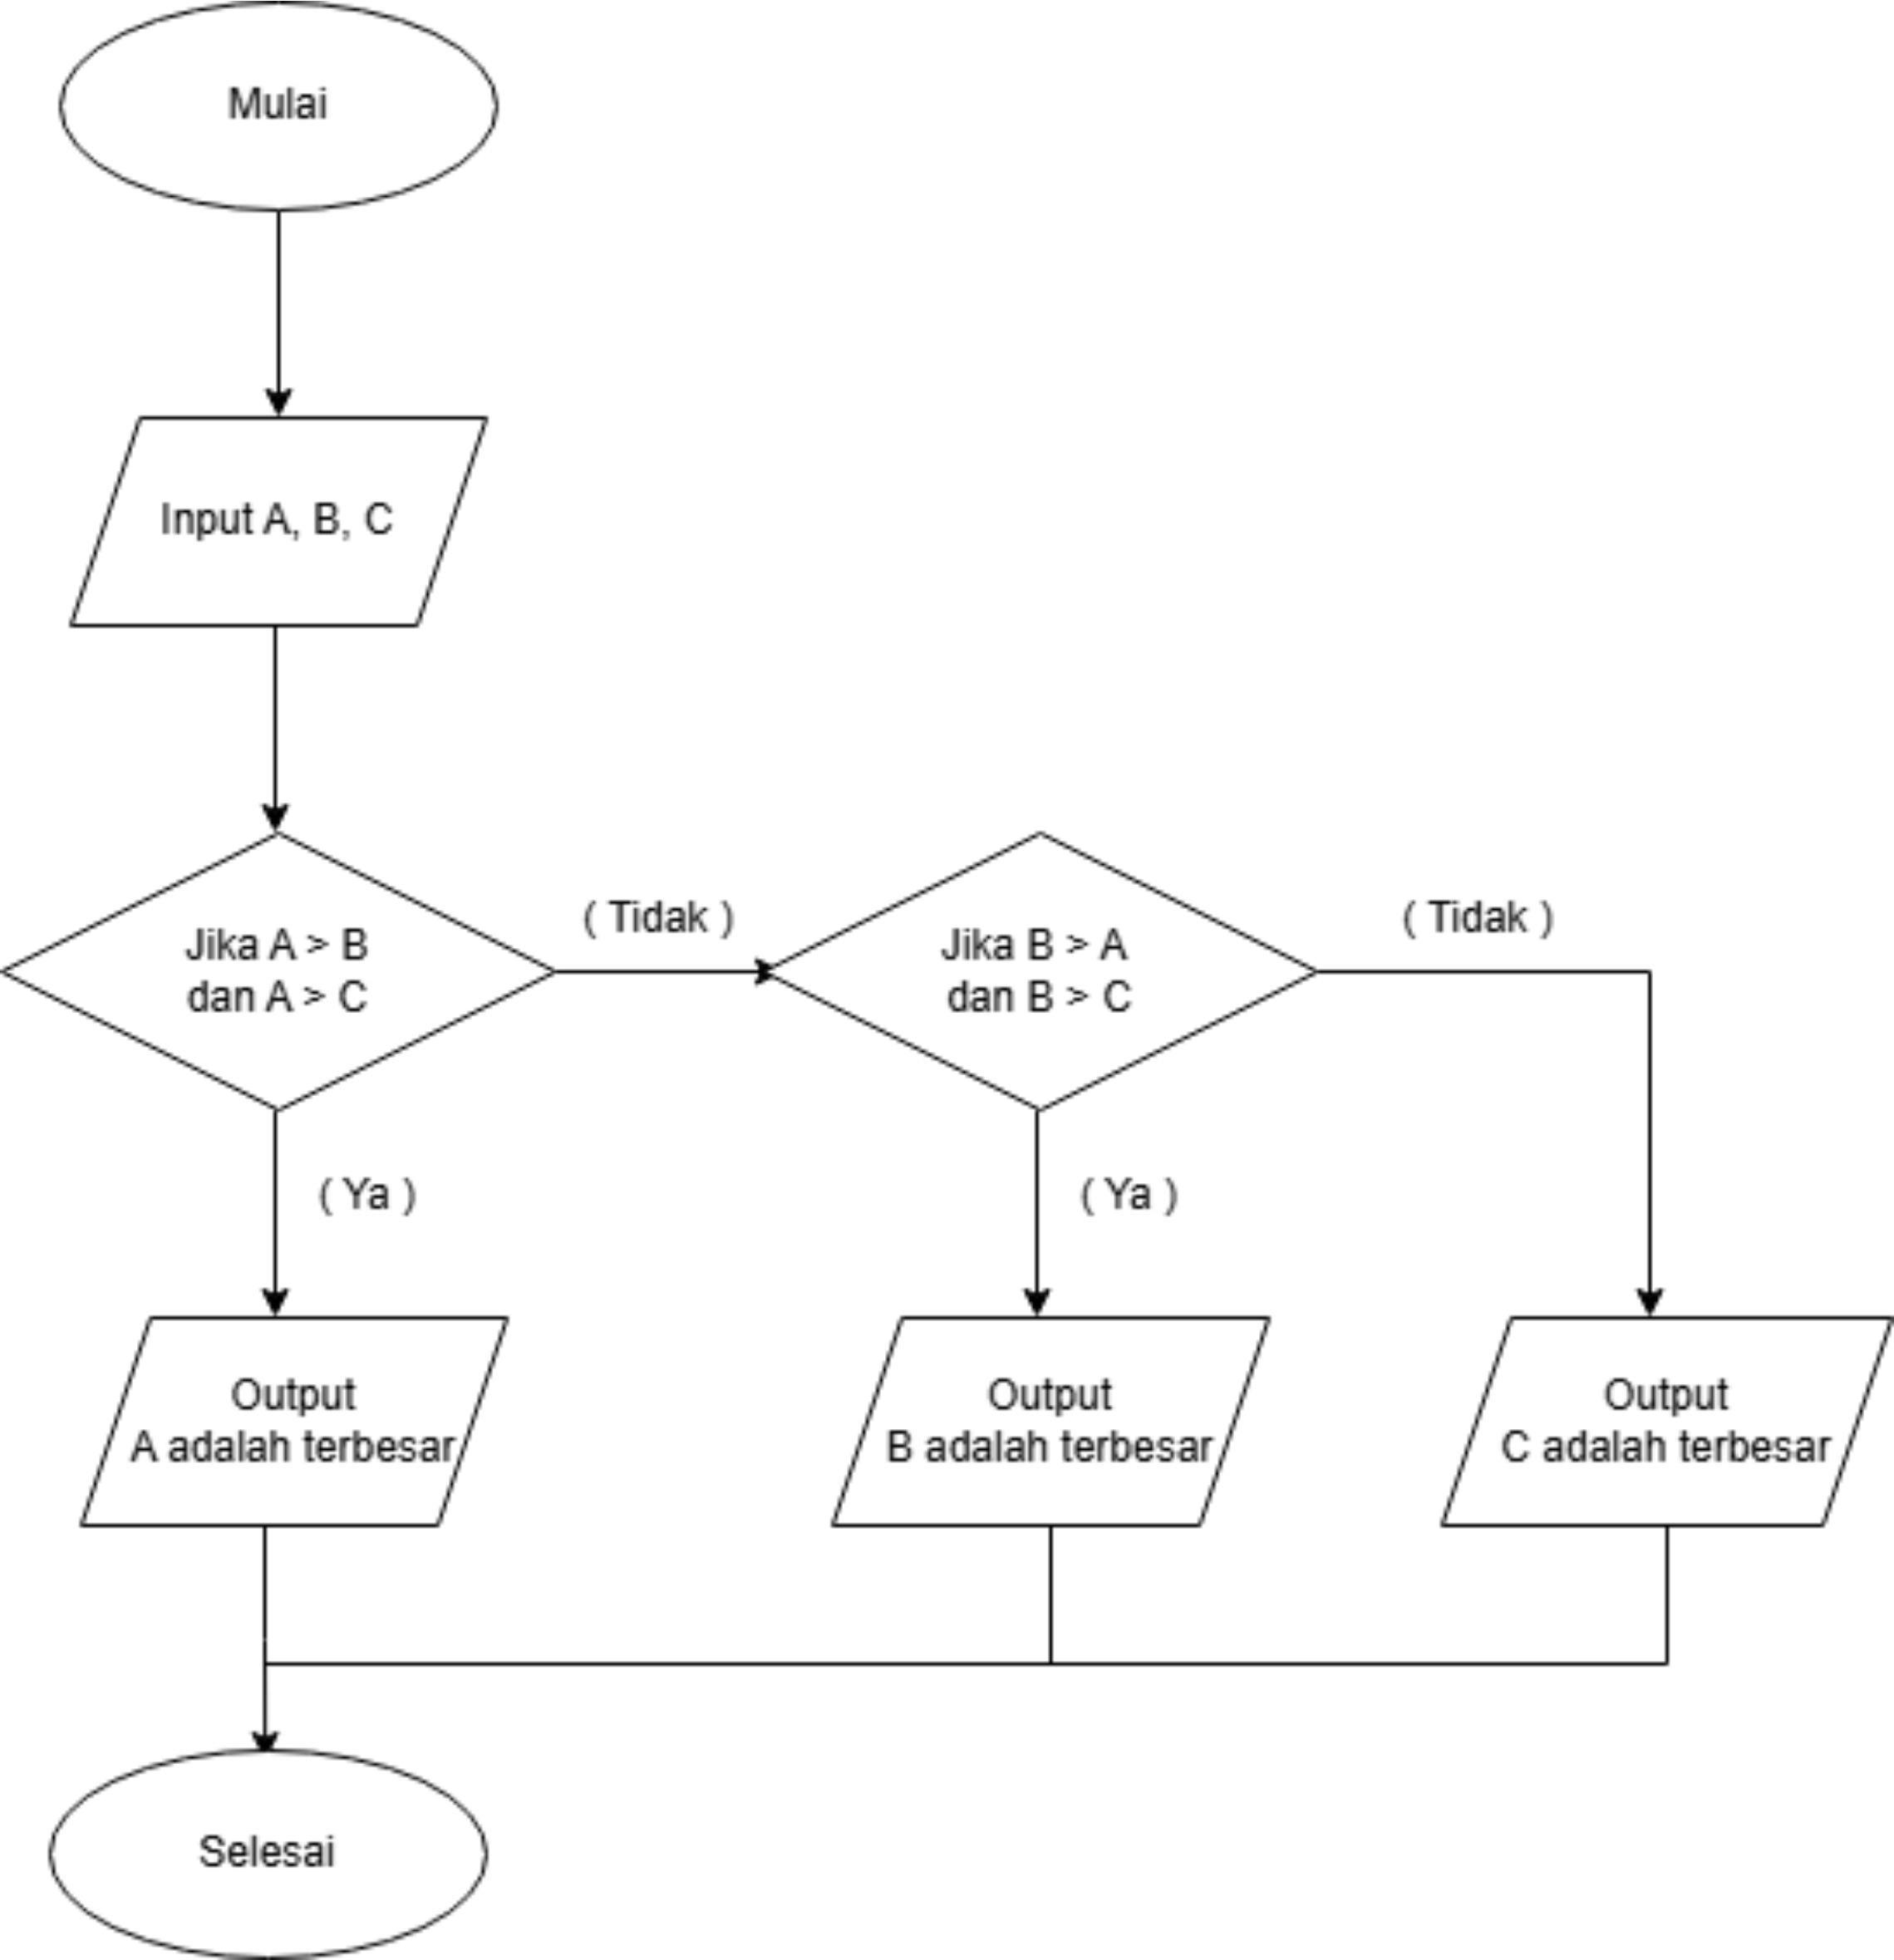 Mulai
Input A, B, C
Jika A > B
dan A > C
( Tidak )
Jika B > A
dan B > C
( Tidak )
( Ya )
( Ya )
Output
A adalah terbesar
Output
B adalah terbesar
Output
C adalah terbesar
Selesai